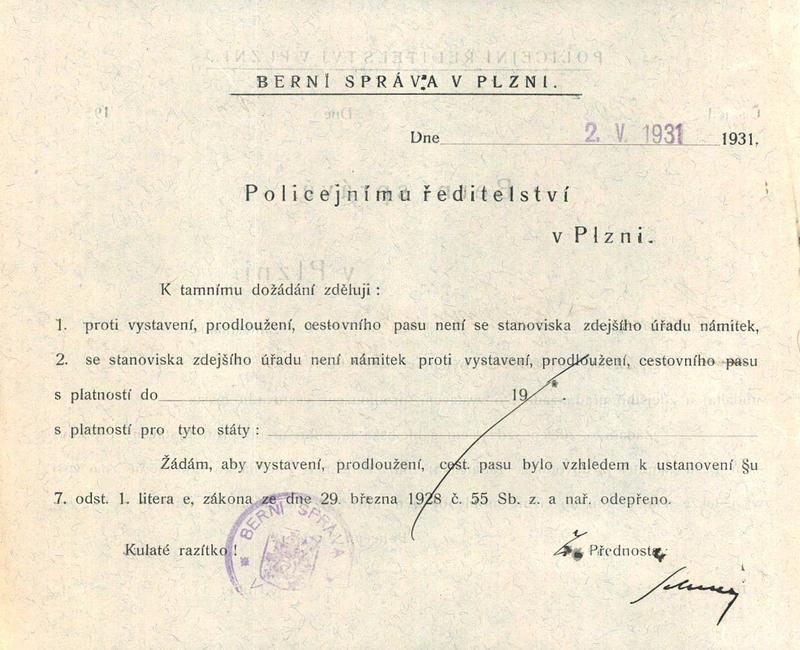 BERNÍ SPRÁVA V PLZNI.
Dne 2. V. 1931 1931.
Policejnímu ředitelství
v Plzni.
K tamnímu dožádání zděluji :
1. proti vystavení, prodloužení, cestovního pasu není se stanoviska zdejšího úřadu námitek,
2. se stanoviska zdejšího úřadu není námitek proti vystavení, prodloužení, cestovního pasu
s platností do 19 .
s platností pro tyto státy :
Žádám, aby vystavení, prodloužení, cest. pasu bylo vzhledem k ustanovení §u
7. odst. 1. litera e, zákona ze dne 29. března 1928 č. 55 Sb. z. a nař. odepřeno.
BERNÍ SPRÁVA
Kulaté razítko !
Z. Přednosta: